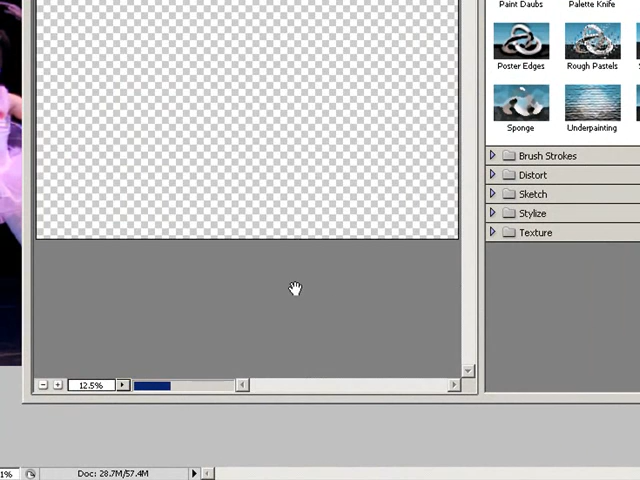 Paint Daubs
Palette Knife
Poster Edges
Rough Pastels
Sponge
Underpainting
Brush Strokes
Distort
Sketch
Stylize
Texture
12.5%
1%
Doc: 28.7M/57.4M